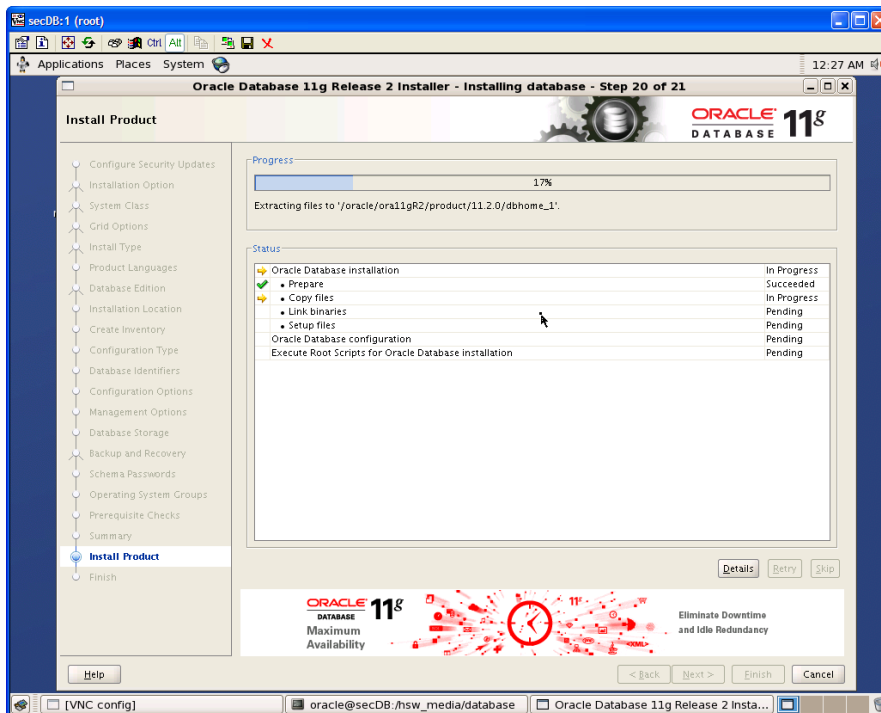 secDB:1 (root)
Ctrl Alt
Applications Places System
12:27 AM
Oracle Database 11g Release 2 Installer - Installing database - Step 20 of 21
Install Product
ORACLE DATABASE 11g
Configure Security Updates
Installation Option
System Class
Grid Options
Install Type
Product Languages
Database Edition
Installation Location
Create Inventory
Configuration Type
Database Identifiers
Configuration Options
Management Options
Database Storage
Backup and Recovery
Schema Passwords
Operating System Groups
Prerequisite Checks
Summary
Install Product
Finish
Progress
17%
Extracting files to '/oracle/ora11gR2/product/11.2.0/dbhome_1'.
Status
Oracle Database installation In Progress
• Prepare Succeeded
• Copy files In Progress
• Link binaries Pending
• Setup files Pending
Oracle Database configuration Pending
Execute Root Scripts for Oracle Database installation Pending
Details Retry Skip
ORACLE DATABASE 11g
Maximum
Availability
11g
<XML>
Eliminate Downtime
and Idle Redundancy
Help
< Back Next > Finish Cancel
[VNC config]
oracle@secDB:/hsw_media/database
Oracle Database 11g Release 2 Insta...